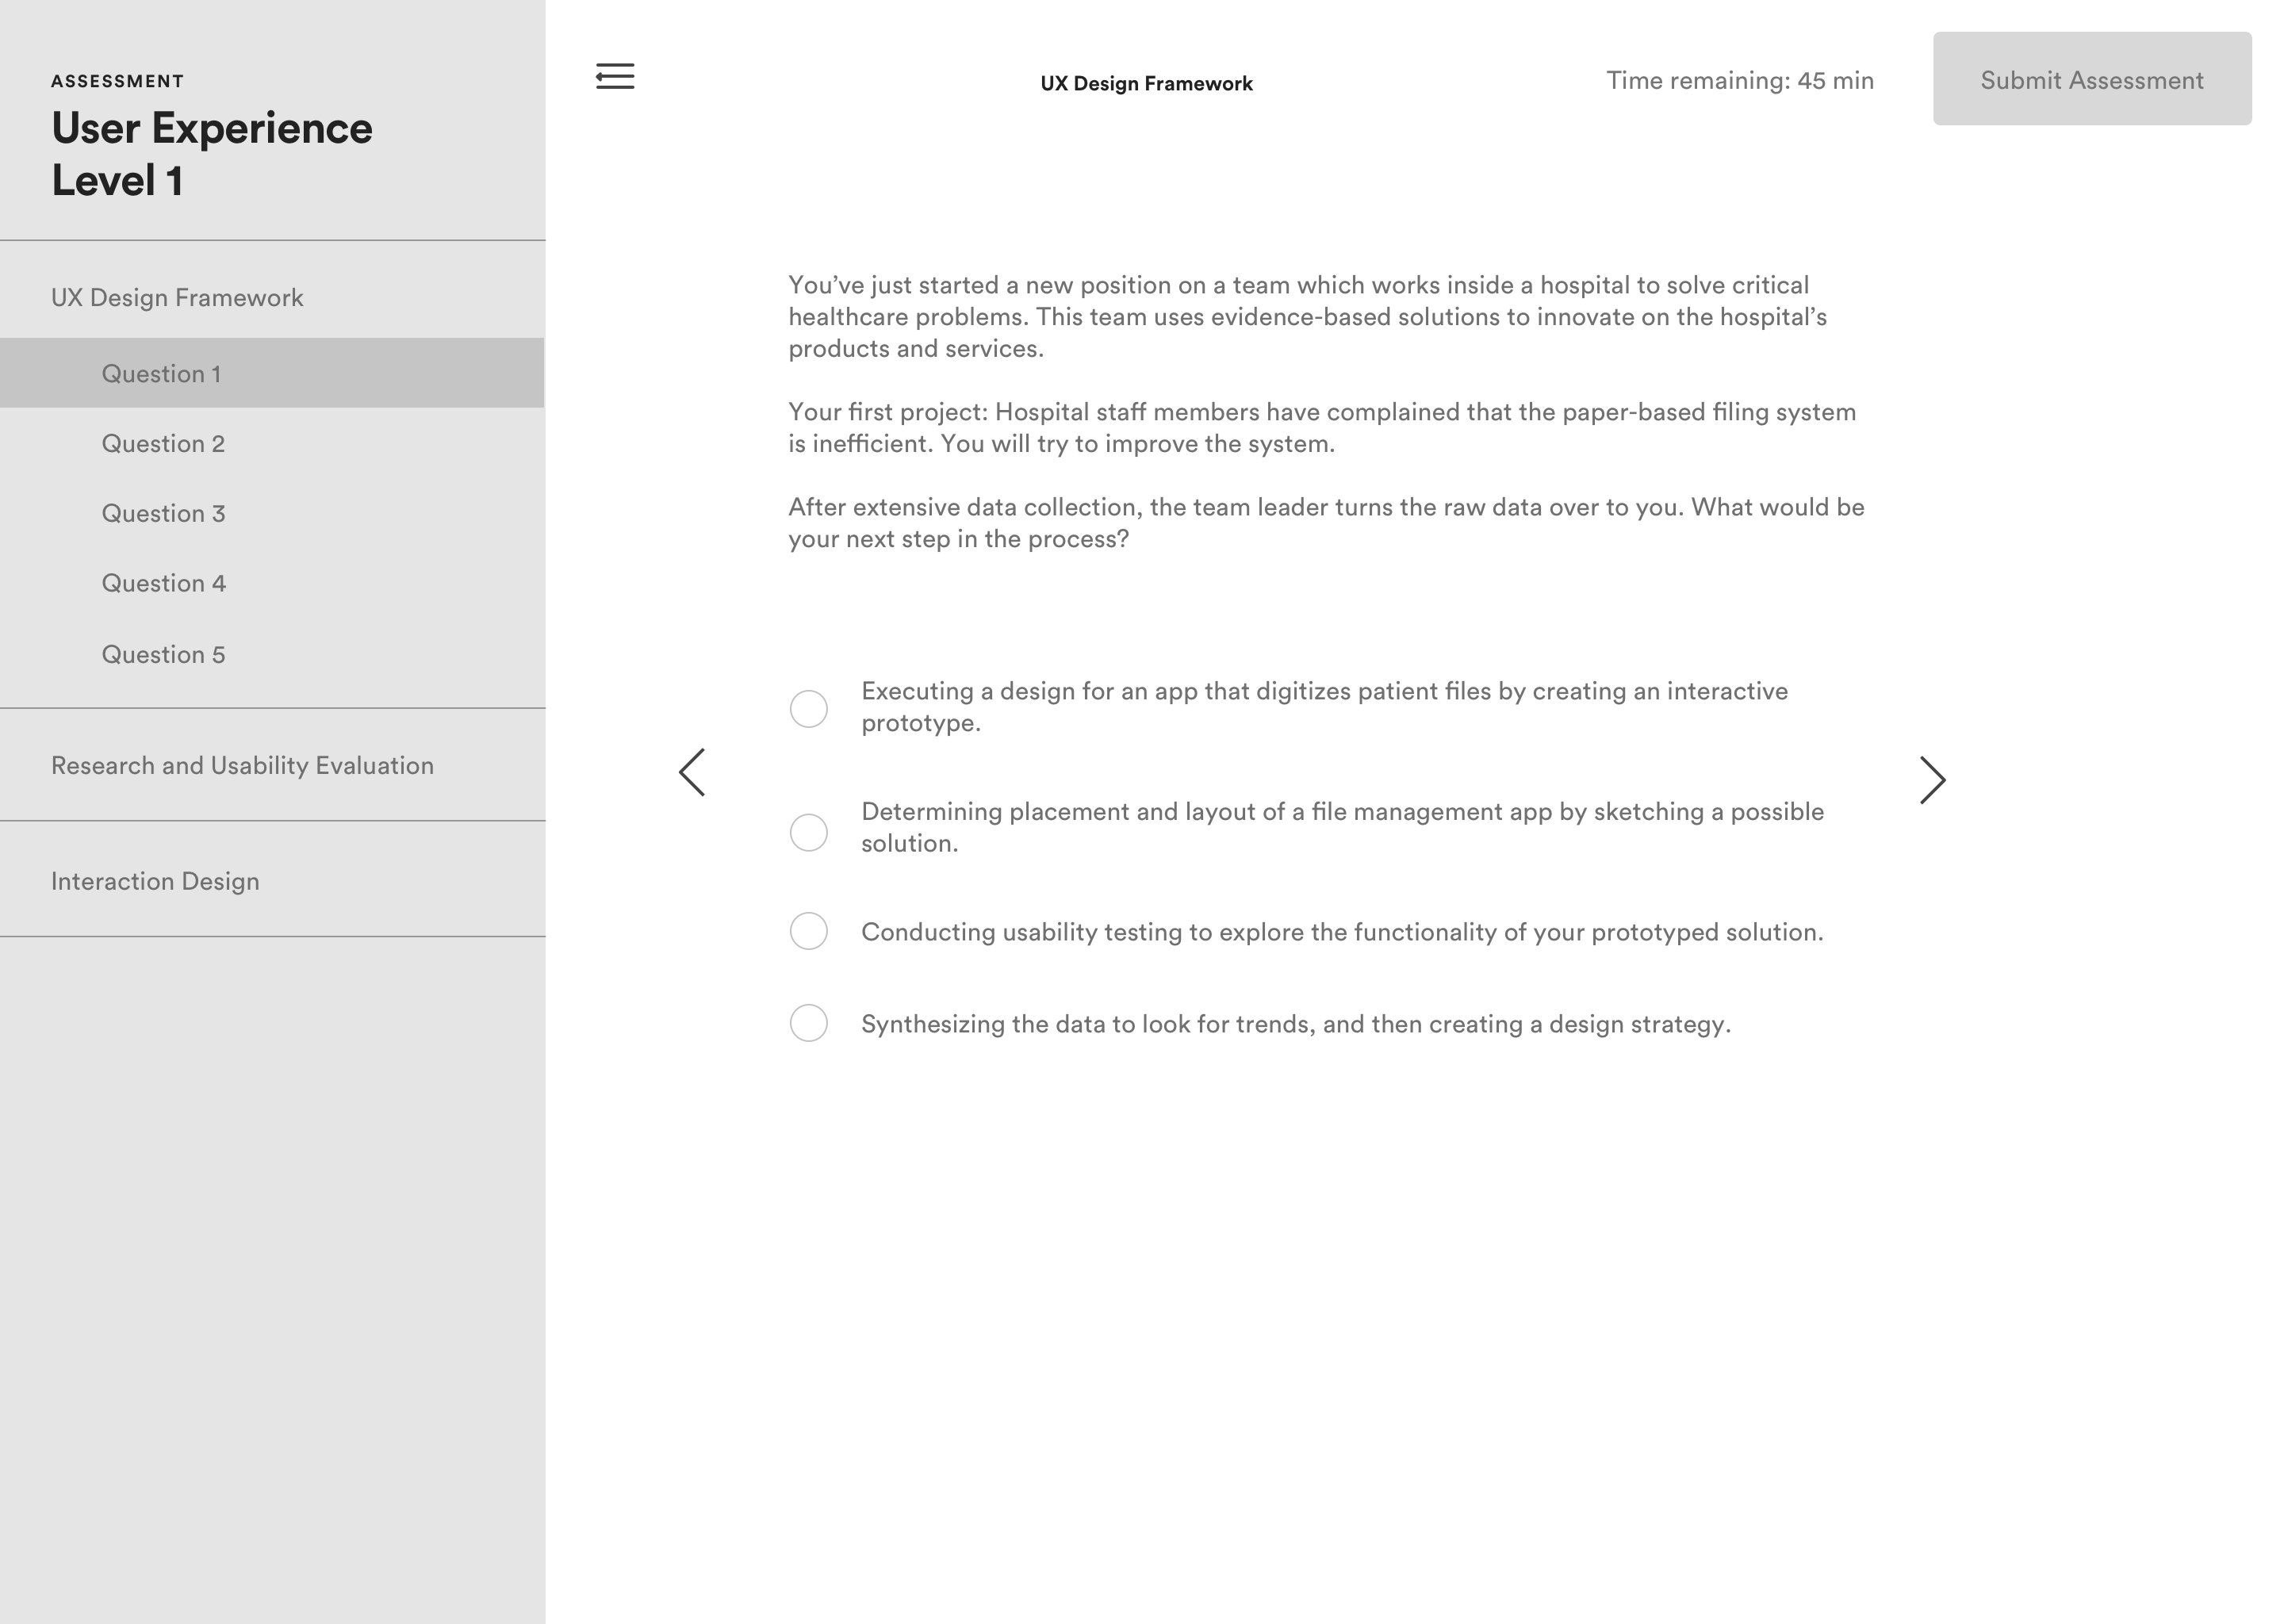 ASSESSMENT
User Experience
Level 1
UX Design Framework
Question 1
Question 2
Question 3
Question 4
Question 5
Research and Usability Evaluation
Interaction Design
UX Design Framework
Time remaining: 45 min
Submit Assessment
You’ve just started a new position on a team which works inside a hospital to solve critical
healthcare problems. This team uses evidence-based solutions to innovate on the hospital’s
products and services.
Your first project: Hospital staff members have complained that the paper-based filing system
is inefficient. You will try to improve the system.
After extensive data collection, the team leader turns the raw data over to you. What would be
your next step in the process?
Executing a design for an app that digitizes patient files by creating an interactive
prototype.
Determining placement and layout of a file management app by sketching a possible
solution.
Conducting usability testing to explore the functionality of your prototyped solution.
Synthesizing the data to look for trends, and then creating a design strategy.